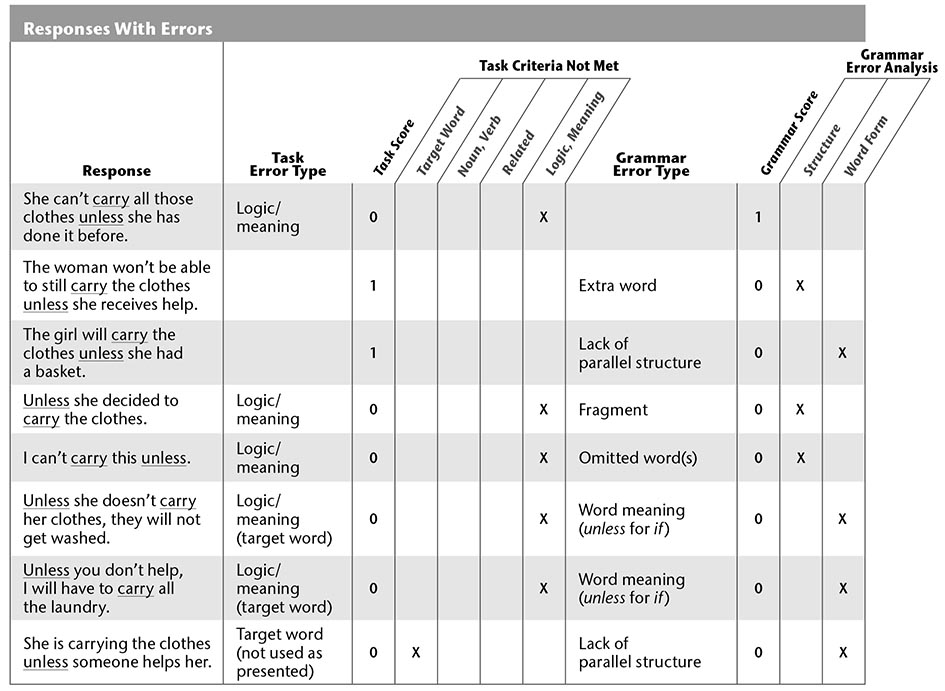 Responses With Errors
Task Criteria Not Met
Grammar
Error Analysis
Response
Task
Error Type
Task Score
Target Word
Noun, Verb
Related
Logic, Meaning
Grammar
Error Type
Grammar Score
Structure
Word Form
She can't carry all those
clothes unless she has
done it before.
Logic/
meaning
0
X
1
The woman won't be able
to still carry the clothes
unless she receives help.
1
Extra word
0
X
The girl will carry the
clothes unless she had
a basket.
1
Lack of
parallel structure
0
X
Unless she decided to
carry the clothes.
Logic/
meaning
0
X
Fragment
0
X
I can't carry this unless.
Logic/
meaning
0
X
Omitted word(s)
0
X
Unless she doesn't carry
her clothes, they will not
get washed.
Logic/
meaning
(target word)
0
X
Word meaning
(unless for if)
0
X
Unless you don't help,
I will have to carry all
the laundry.
Logic/
meaning
(target word)
0
X
Word meaning
(unless for if)
0
X
She is carrying the clothes
unless someone helps her.
Target word
(not used as
presented)
0
X
Lack of
parallel structure
0
X